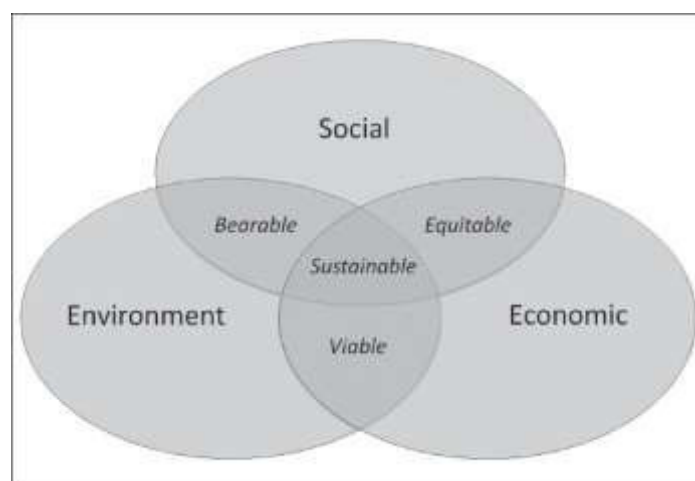 Social
Bearable
Equitable
Sustainable
Environment
Economic
Viable